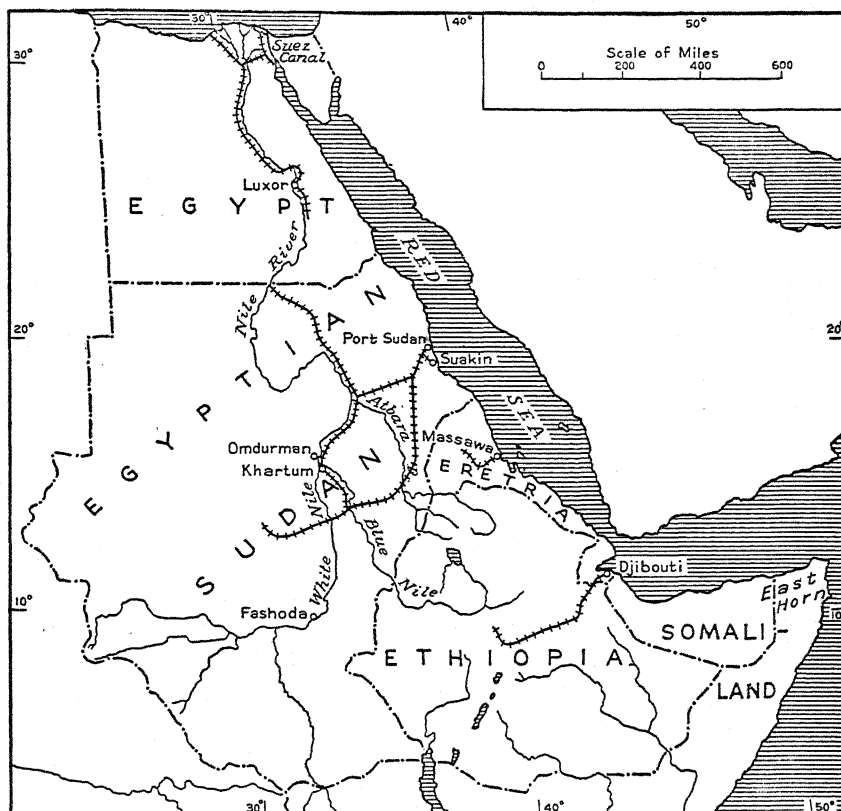 30°
40°
50°
Suez
Canal
Scale of Miles
0 200 400 600
30°
Luxor
EGYPT
River
RED
Nile
EGYPTIAN
20°
Port Sudan
20°
Suakin
SEA
Atbara
Massawa
Omdurman
Khartum
ERETRIA
SUDAN
Nile
Blue
Nile
Djibouti
White
East
Horn
10°
Fashoda
10
SOMALI
ETHIOPIA
LAND
30°
40°
50°